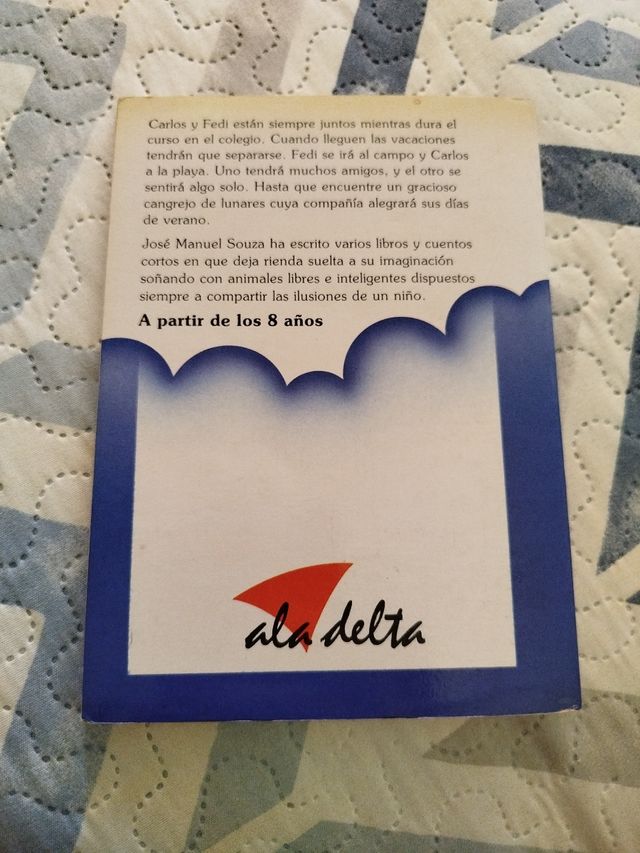 Carlos y Fedi están siempre juntos mientras dura el
curso en el colegio. Cuando lleguen las vacaciones
tendrán que separarse. Fedi se irá al campo y Carlos
a la playa. Uno tendrá muchos amigos, y el otro se
sentirá algo solo. Hasta que encuentre un gracioso
cangrejo de lunares cuya compañía alegrará sus días
de verano.
José Manuel Souza ha escrito varios libros y cuentos
cortos en que deja rienda suelta a su imaginación
soñando con animales libres e inteligentes dispuestos
siempre a compartir las ilusiones de un niño.
A partir de los 8 años
ala delta